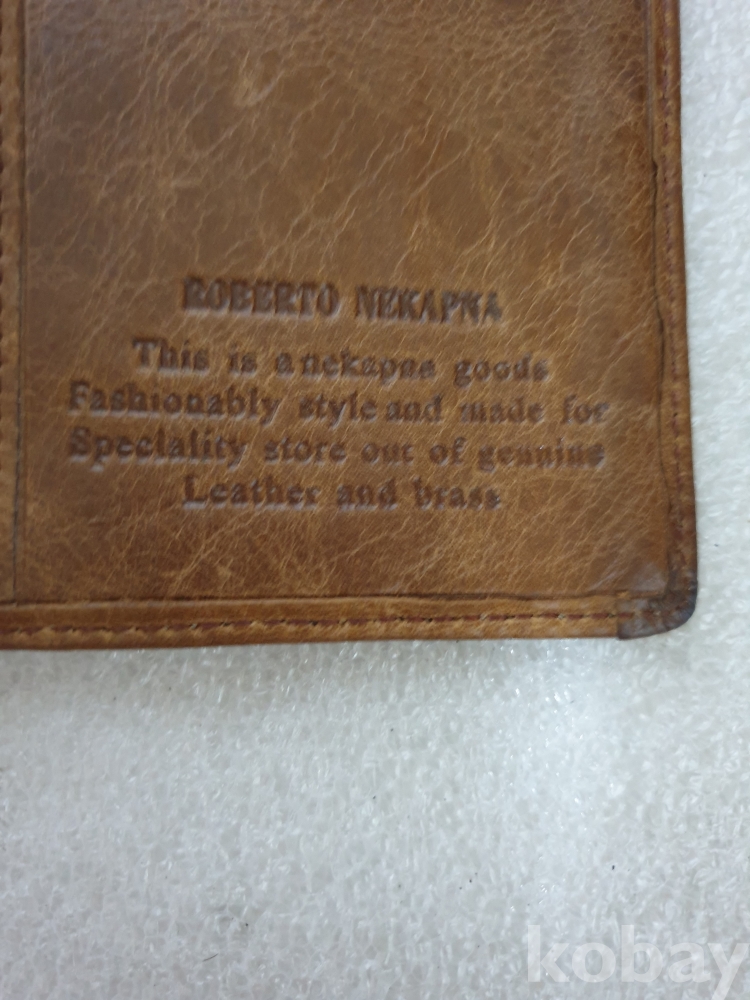 ROBERTO NEKAPNA
This is a nekapna goods
Fashionably style and made for
Speclality store out of genuine
Leather and brass
kobay